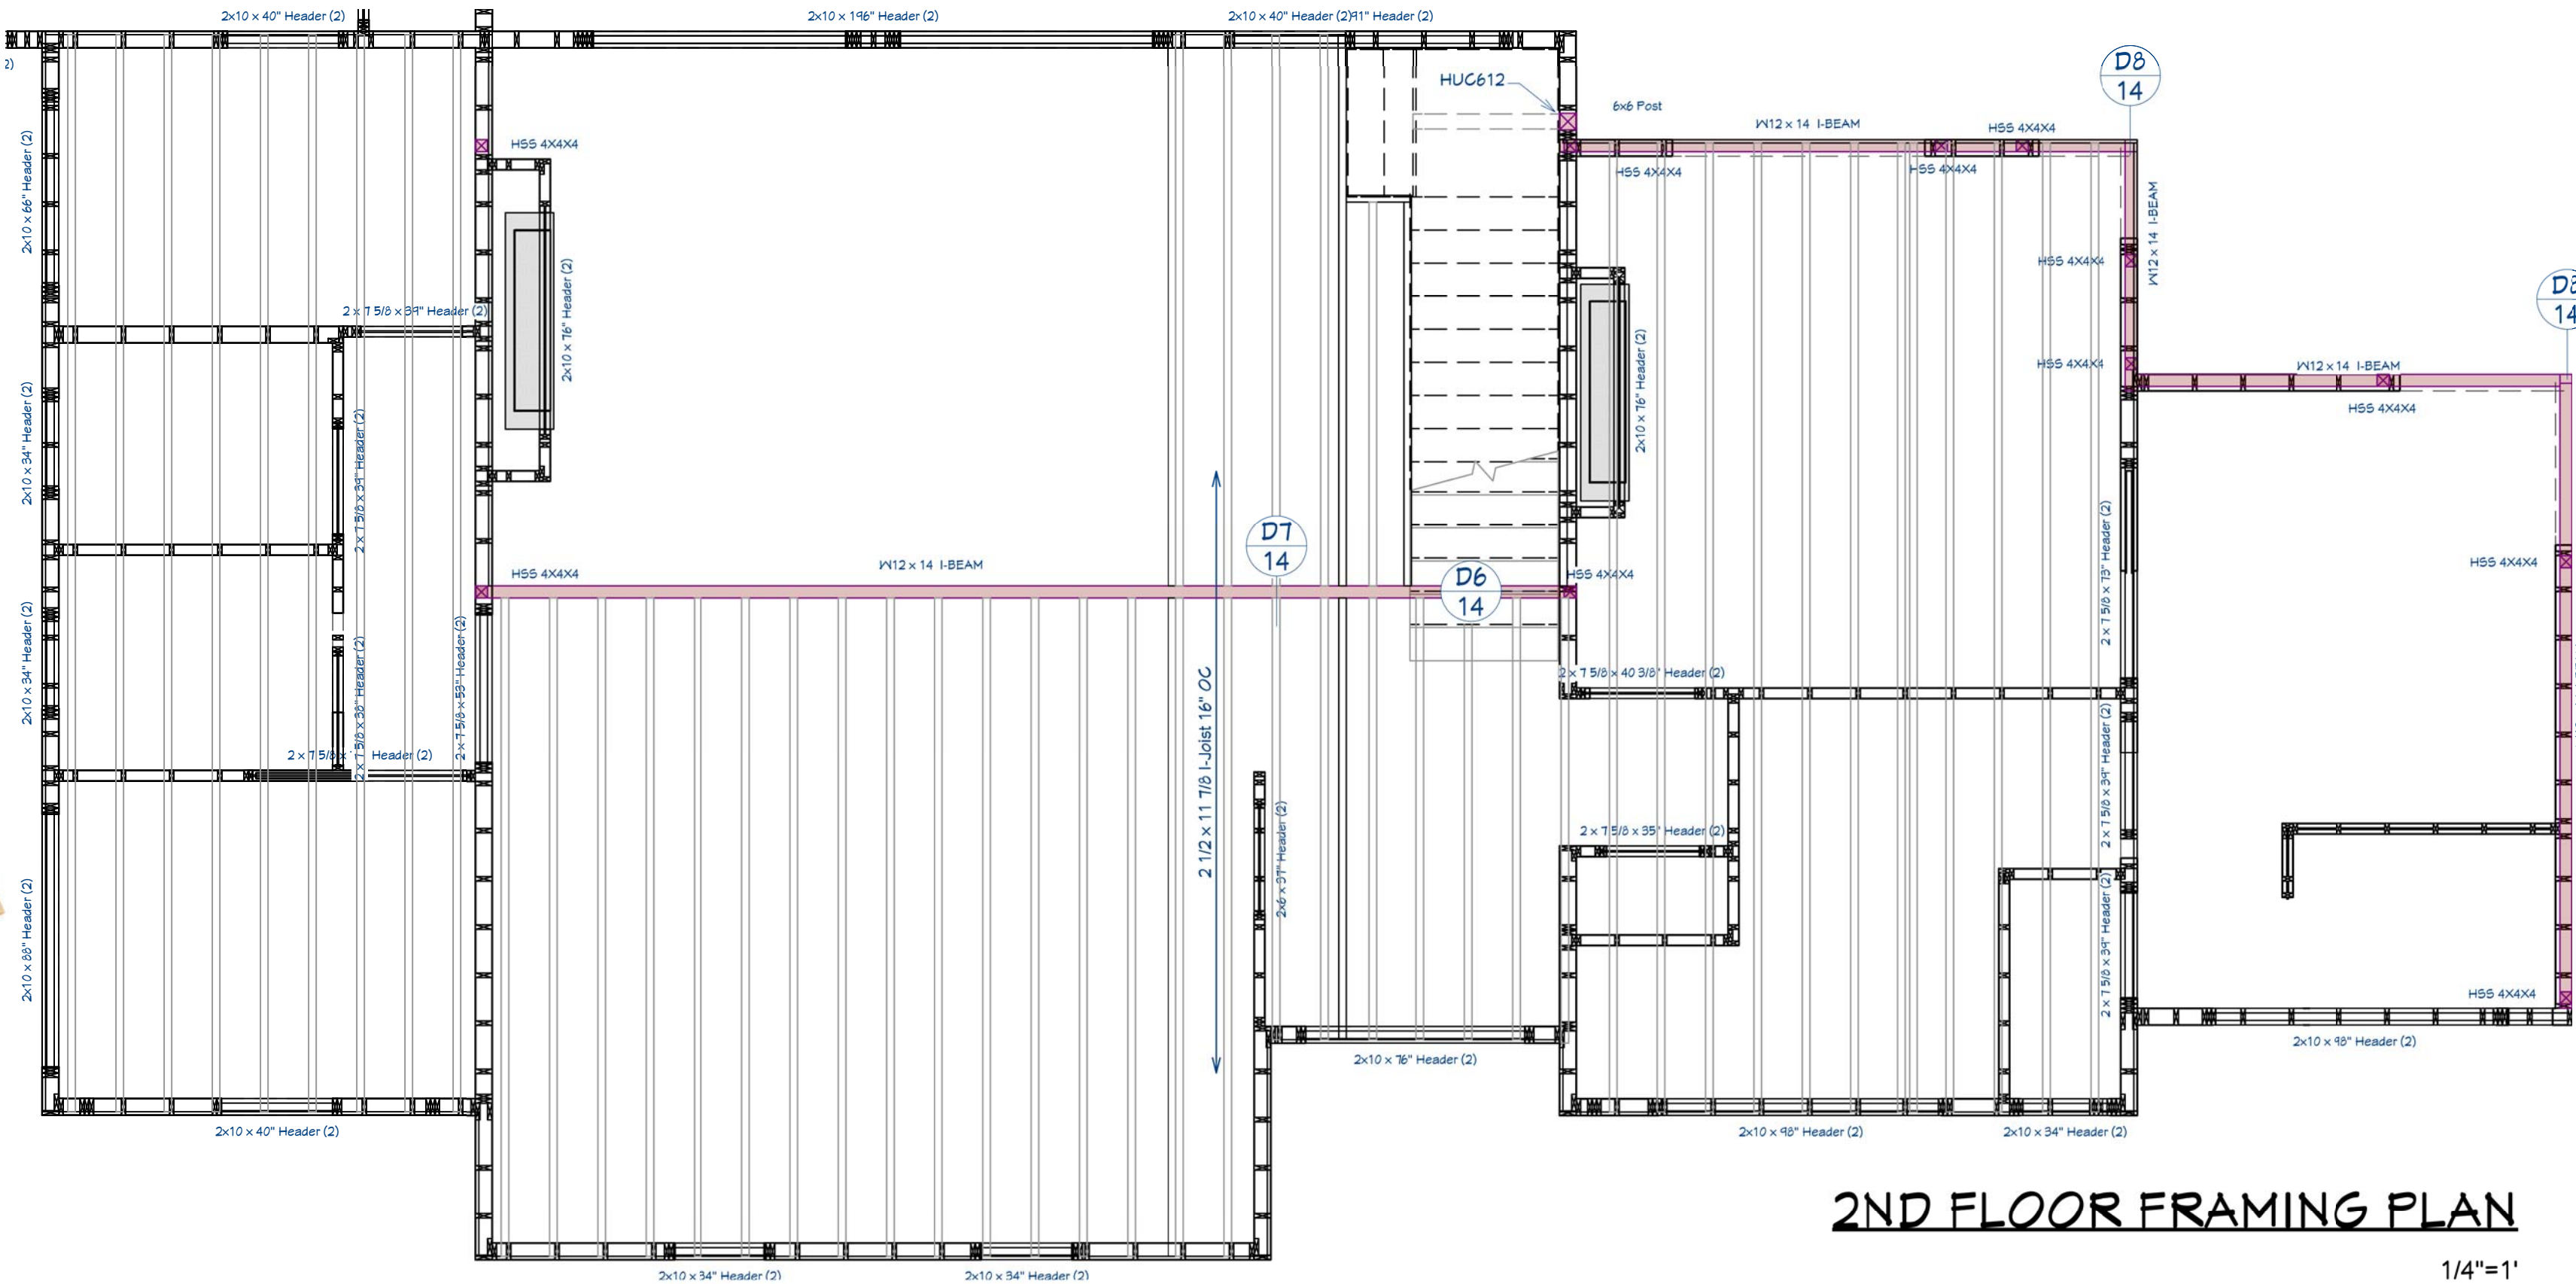 2x10 x 40" Header (2)
2x10 x 196" Header (2)
2x10 x 40" Header (2)
91" Header (2)
2)
D8
14
HUC612
6x6 Post
W12 x 14 I-BEAM
HSS 4X4X4
HSS 4X4X4
HSS 4X4X4
HSS 4X4X4
2x10 x 66" Header (2)
W12 x 14 I-BEAM
HSS 4X4X4
D8
14
2 x 7 5/8 x 39" Header (2)
2x10 x 76" Header (2)
2x10 x 76" Header (2)
HSS 4X4X4
W12 x 14 I-BEAM
HSS 4X4X4
2x10 x 34" Header (2)
2 x 7 5/8 x 39" Header (2)
D7
14
W12 x 14 I-BEAM
HSS 4X4X4
D6
14
HSS 4X4X4
HSS 4X4X4
2 x 7 5/8 x 73" Header (2)
2x10 x 34" Header (2)
2 x 7 5/8 x 38" Header (2)
2 x 7 5/8 x 53" Header (2)
2 x 7 5/8 x 40 3/8" Header (2)
2 1/2 x 11 7/8 I-Joist 16" OC
2 x 7 5/8 x Header (2)
2 x 7 5/8 x 39" Header (2)
2x6 x 37" Header (2)
2 x 7 5/8 x 35" Header (2)
2x10 x 88" Header (2)
2 x 7 5/8 x 39" Header (2)
HSS 4X4X4
2x10 x 98" Header (2)
2x10 x 76" Header (2)
2x10 x 40" Header (2)
2x10 x 98" Header (2)
2x10 x 34" Header (2)
2ND FLOOR FRAMING PLAN
1/4"=1'
2x10 x 34" Header (2)
2x10 x 34" Header (2)